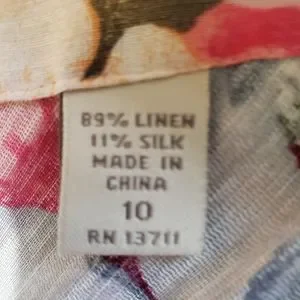 89% LINEN
11% SILK
MADE IN
CHINA
10
RN 13711